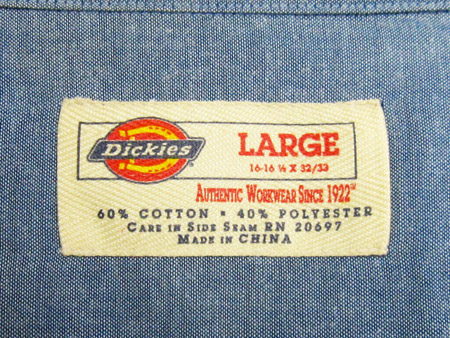 Dickies
LARGE
16-16 ½ X 32/33
AUTHENTIC WORKWEAR SINCE 1922™
60% COTTON • 40% POLYESTER
CARE IN SIDE SEAM RN 20697
MADE IN CHINA